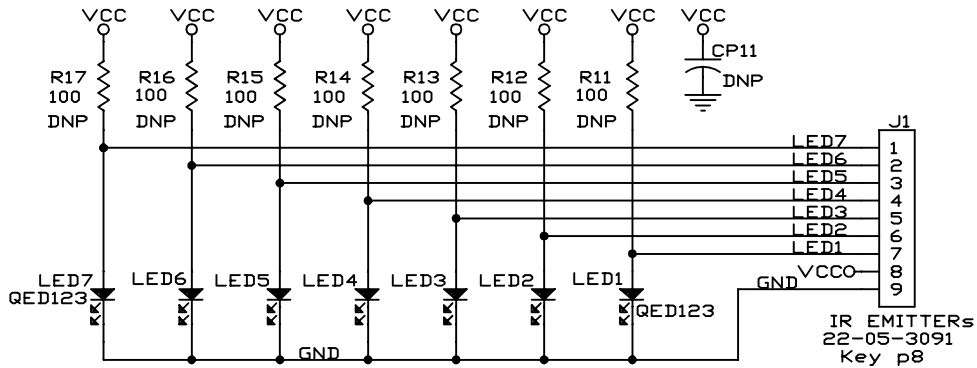 VCC VCC VCC VCC VCC VCC VCC VCC
R17 R16 R15 R14 R13 R12 R11 CP11
100 100 100 100 100 100 100
DNP DNP DNP DNP DNP DNP DNP DNP
J1
LED7 1
LED6 2
LED5 3
LED4 4
LED3 5
LED2 6
LED1 7
VCC 8
GND 9
LED7 LED6 LED5 LED4 LED3 LED2 LED1
QED123 QED123
IR EMITTERs
22-05-3091
Key p8
GND